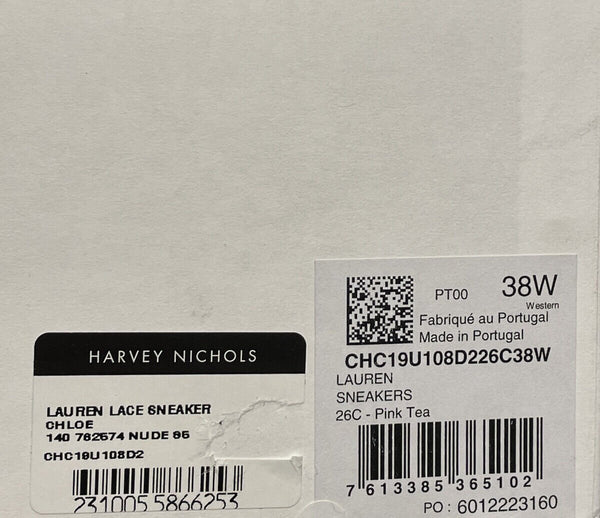 HARVEY NICHOLS
LAUREN LACE SNEAKER
CHLOE
140 762574 NUDE 95
CHC19U108D2
231005 5866253
PT00 38W
Western
Fabriqué au Portugal
Made in Portugal
CHC19U108D226C38W
LAUREN
SNEAKERS
26C - Pink Tea
7 613385 365102
PO : 6012223160